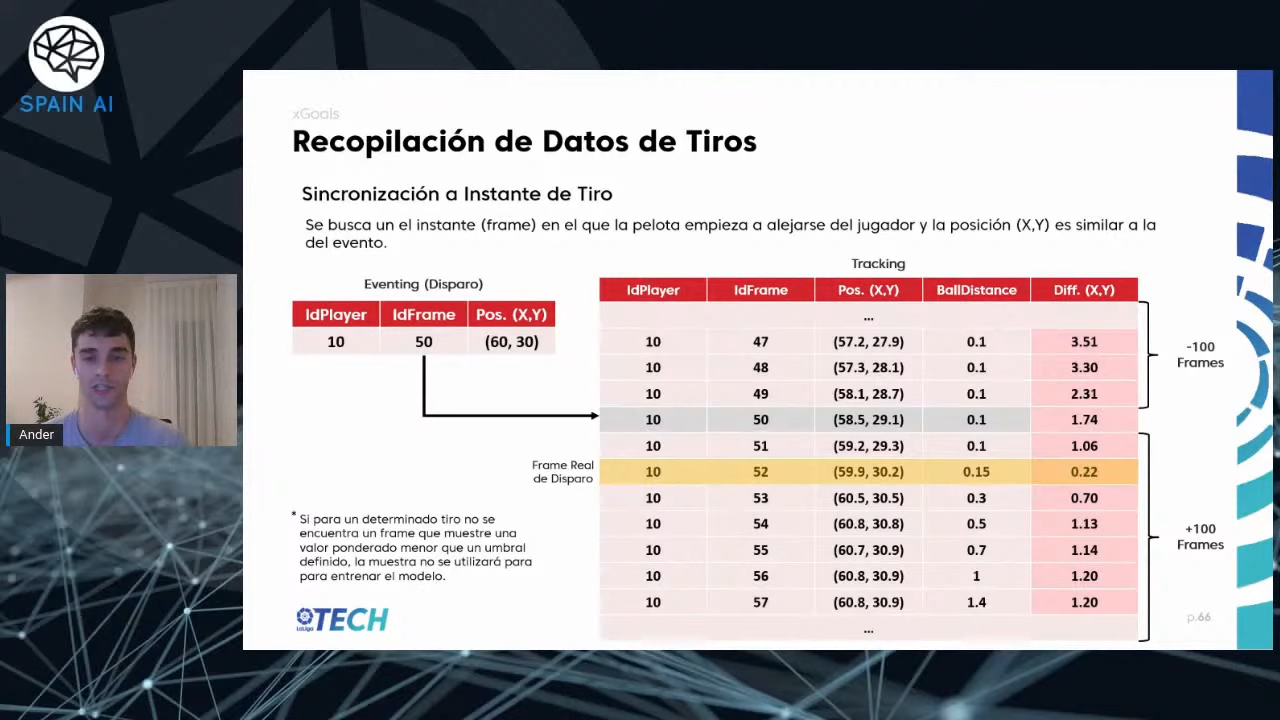 SPAIN AI
xGoals
Recopilación de Datos de Tiros
Sincronización a Instante de Tiro
Se busca un el instante (frame) en el que la pelota empieza a alejarse del jugador y la posición (X,Y) es similar a la
del evento.
Eventing (Disparo)
IdPlayer IdFrame Pos. (X,Y)
10 50 (60, 30)
Tracking
IdPlayer IdFrame Pos. (X,Y) BallDistance Diff. (X,Y)
...
10 47 (57.2, 27.9) 0.1 3.51
10 48 (57.3, 28.1) 0.1 3.30
10 49 (58.1, 28.7) 0.1 2.31
10 50 (58.5, 29.1) 0.1 1.74
10 51 (59.2, 29.3) 0.1 1.06
10 52 (59.9, 30.2) 0.15 0.22
10 53 (60.5, 30.5) 0.3 0.70
10 54 (60.8, 30.8) 0.5 1.13
10 55 (60.7, 30.9) 0.7 1.14
10 56 (60.8, 30.9) 1 1.20
10 57 (60.8, 30.9) 1.4 1.20
...
-100
Frames
+100
Frames
Frame Real
de Disparo
* Si para un determinado tiro no se
encuentra un frame que muestre una
valor ponderado menor que un umbral
definido, la muestra no se utilizará para
para entrenar el modelo.
LaLiga TECH
p.66
Ander